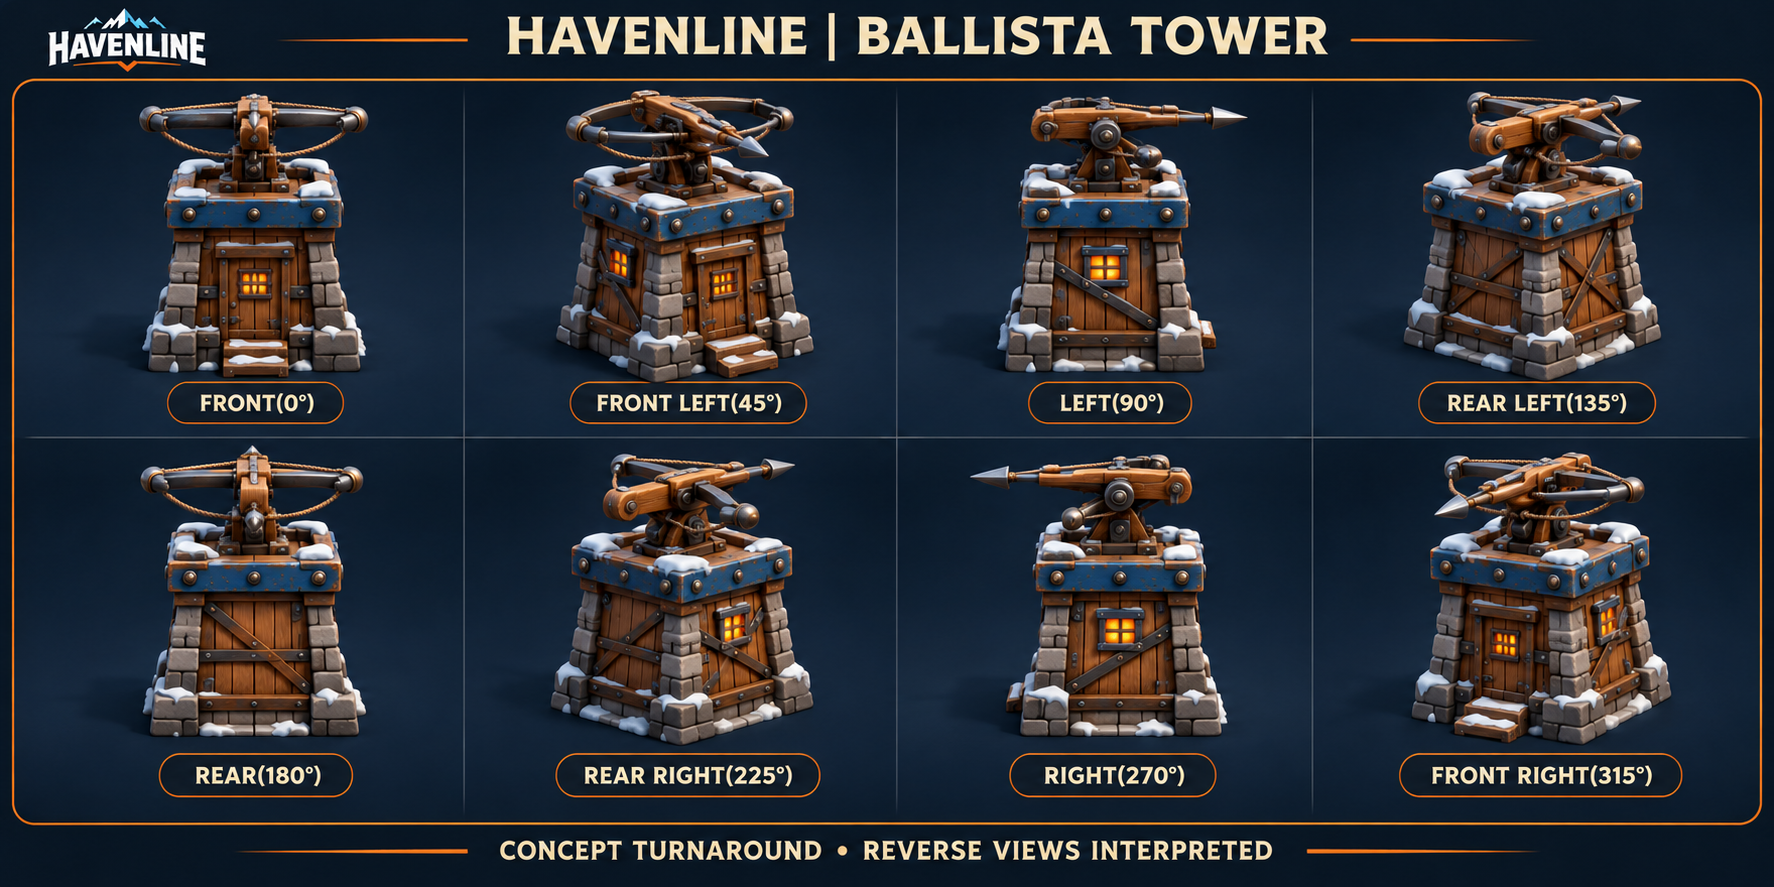 HAVENLINE
HAVENLINE | BALLISTA TOWER
FRONT(0°)
FRONT LEFT(45°)
LEFT(90°)
REAR LEFT(135°)
REAR(180°)
REAR RIGHT(225°)
RIGHT(270°)
FRONT RIGHT(315°)
CONCEPT TURNAROUND • REVERSE VIEWS INTERPRETED